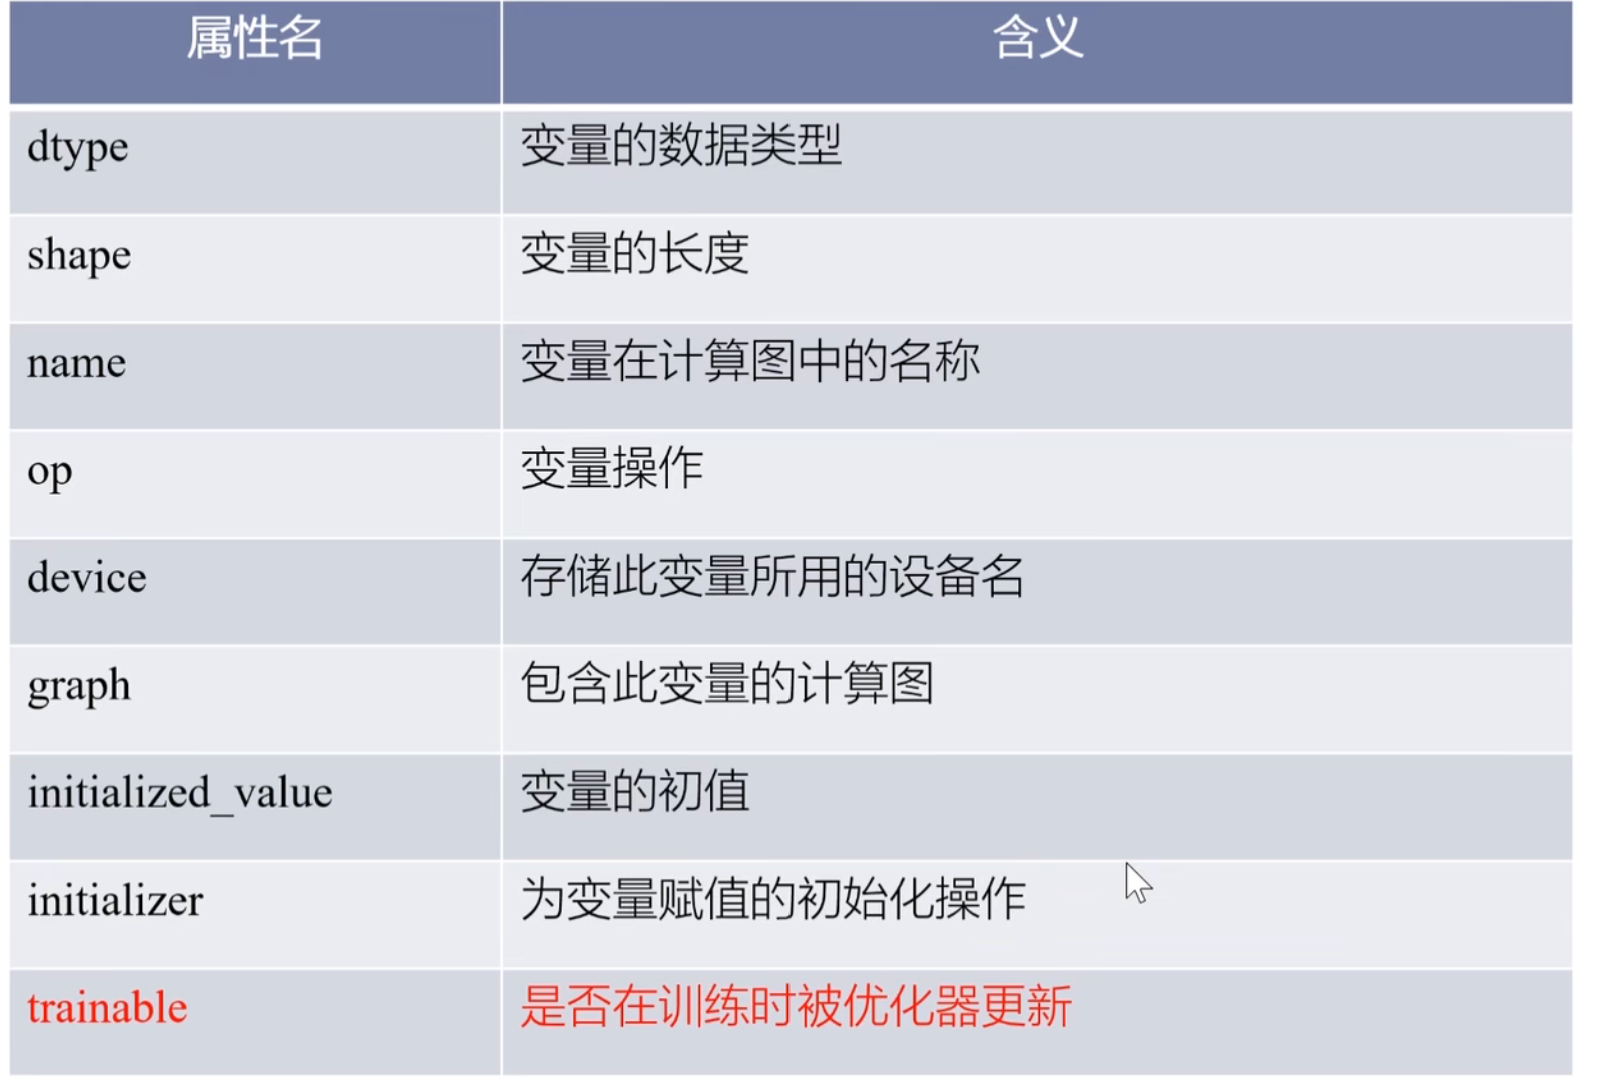 属性名 含义
dtype 变量的数据类型
shape 变量的长度
name 变量在计算图中的名称
op 变量操作
device 存储此变量所用的设备名
graph 包含此变量的计算图
initialized_value 变量的初值
initializer 为变量赋值的初始化操作
trainable 是否在训练时被优化器更新